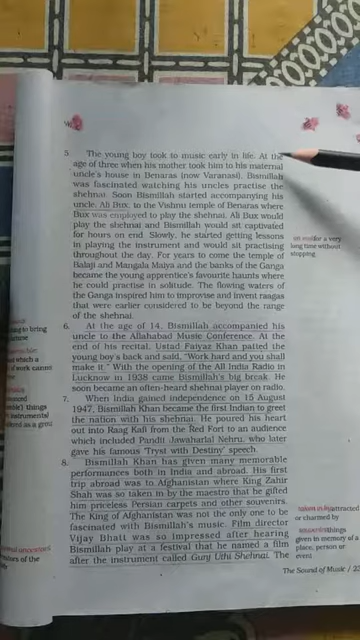 5. The young boy took to music early in life. At the
age of three when his mother took him to his maternal
uncle's house in Benaras (now Varanasi), Bismillah
was fascinated watching his uncles practise the
shehnai. Soon Bismillah started accompanying his
uncle, Ali Bux, to the Vishnu temple of Benaras where
Bux was employed to play the shehnai. Ali Bux would
play the shehnai and Bismillah would sit captivated
for hours on end. Slowly, he started getting lessons
in playing the instrument and would sit practising
throughout the day. For years to come the temple of
Balaji and Mangala Maiya and the banks of the Ganga
became the young apprentice's favourite haunts where
he could practise in solitude. The flowing waters of
the Ganga inspired him to improvise and invent raagas
that were earlier considered to be beyond the range
of the shehnai.
6. At the age of 14, Bismillah accompanied his
uncle to the Allahabad Music Conference. At the
end of his recital, Ustad Faiyaz Khan patted the
young boy's back and said, "Work hard and you shall
make it." With the opening of the All India Radio in
Lucknow in 1938 came Bismillah's big break. He
soon became an often-heard shehnai player on radio.
7. When India gained independence on 15 August
1947, Bismillah Khan became the first Indian to greet
the nation with his shehnai. He poured his heart
out into Raag Kafi from the Red Fort to an audience
which included Pandit Jawaharlal Nehru, who later
gave his famous 'Tryst with Destiny' speech.
8. Bismillah Khan has given many memorable
performances both in India and abroad. His first
trip abroad was to Afghanistan where King Zahir
Shah was so taken in by the maestro that he gifted
him priceless Persian carpets and other souvenirs.
The King of Afghanistan was not the only one to be
fascinated with Bismillah's music. Film director
Vijay Bhatt was so impressed after hearing
Bismillah play at a festival that he named a film
after the instrument called Gunj Uthi Shehnai. The
on end: for a very
long time without
stopping
taken in by: attracted
or charmed by
souvenirs: things
given in memory of a
place, person or
event
The Sound of Music /
to bring
which a
of work cannot
things
instruments/